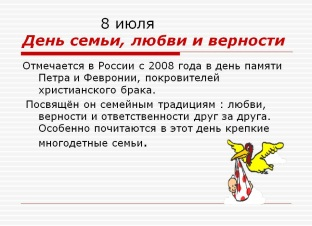 8 июля
День семьи, любви и верности
Отмечается в России с 2008 года в день памяти
Петра и Февронии, покровителей
христианского брака.
Посвящён он семейным традициям : любви,
верности и ответственности друг за друга.
Особенно почитаются в этот день крепкие
многодетные семьи.